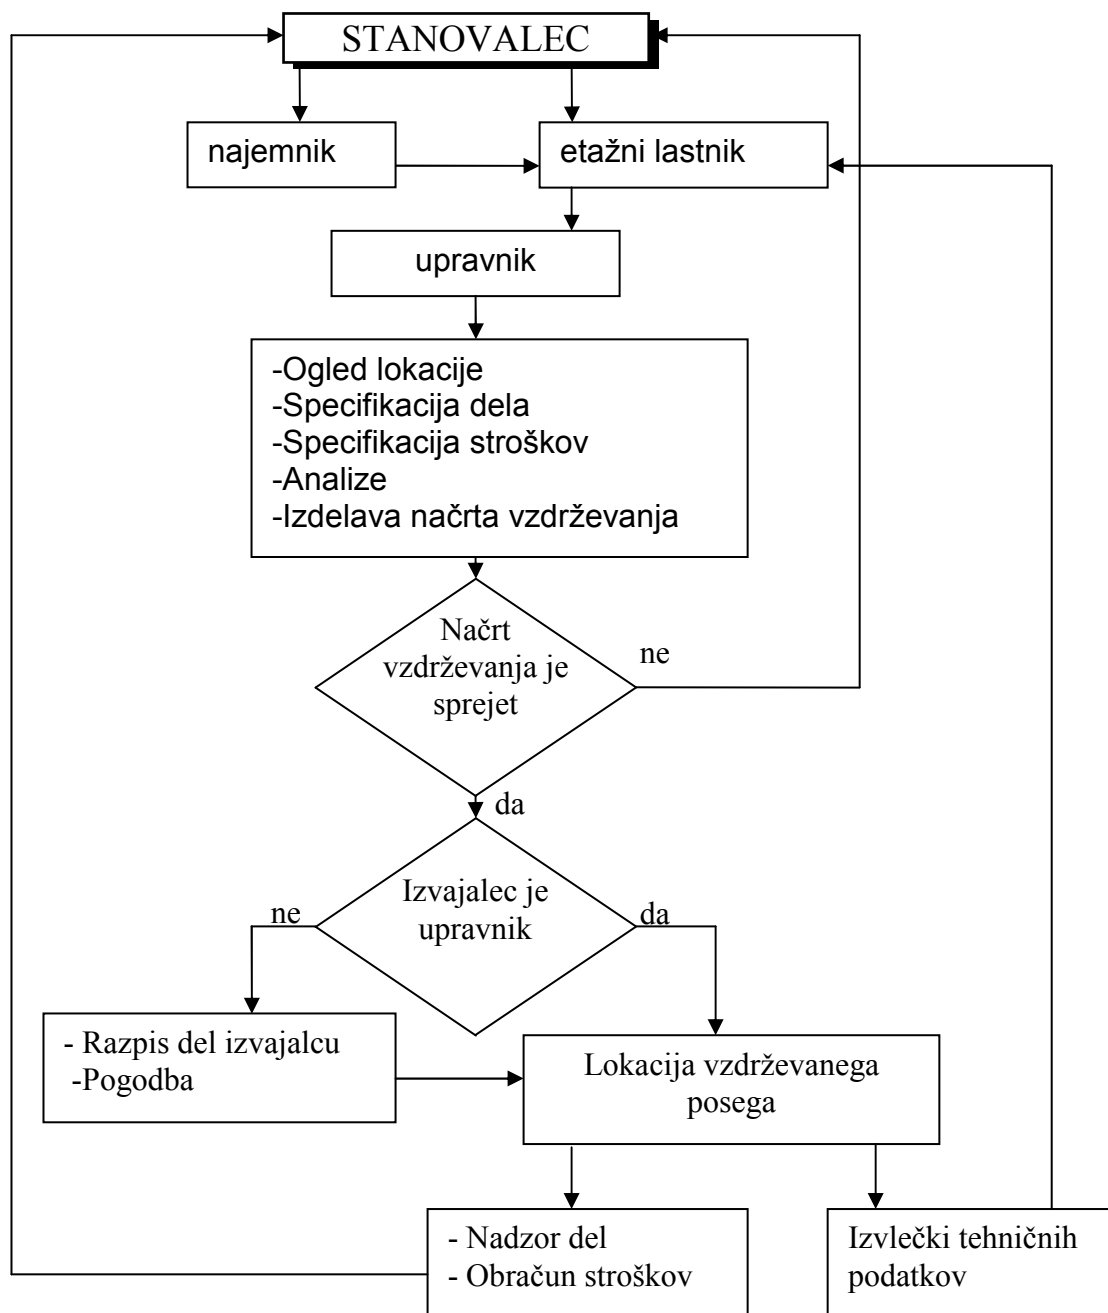 STANOVALEC
najemnik
etažni lastnik
upravnik
-Ogled lokacije
-Specifikacija dela
-Specifikacija stroškov
-Analize
-Izdelava načrta vzdrževanja
Načrt
vzdrževanja je
sprejet
ne
da
Izvajalec je
upravnik
ne
da
- Razpis del izvajalcu
-Pogodba
Lokacija vzdrževanega
posega
- Nadzor del
- Obračun stroškov
Izvlečki tehničnih
podatkov